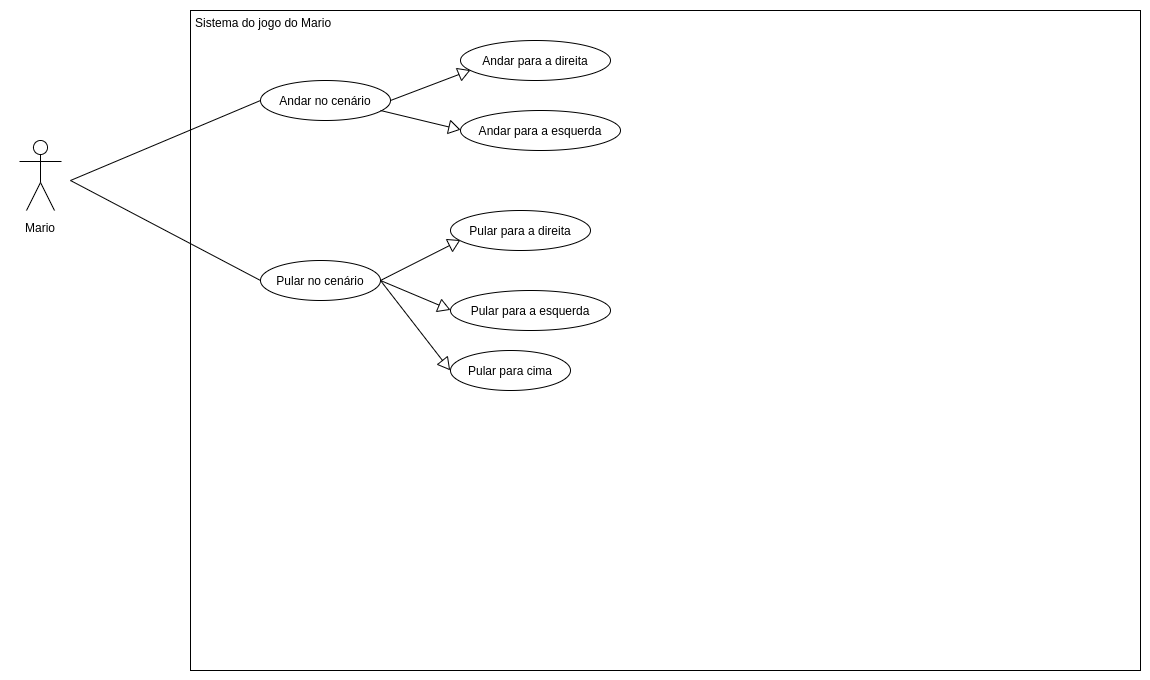 Sistema do jogo do Mario
Andar para a direita
Andar no cenário
Andar para a esquerda
Mario
Pular para a direita
Pular no cenário
Pular para a esquerda
Pular para cima